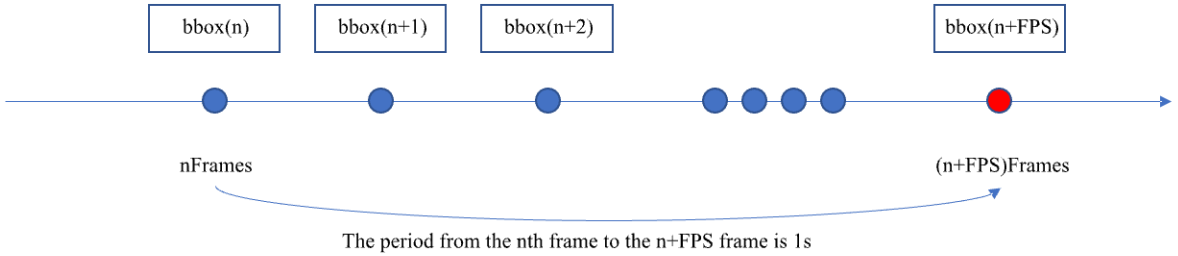 bbox(n)
bbox(n+1)
bbox(n+2)
bbox(n+FPS)
nFrames
(n+FPS)Frames
The period from the nth frame to the n+FPS frame is 1s